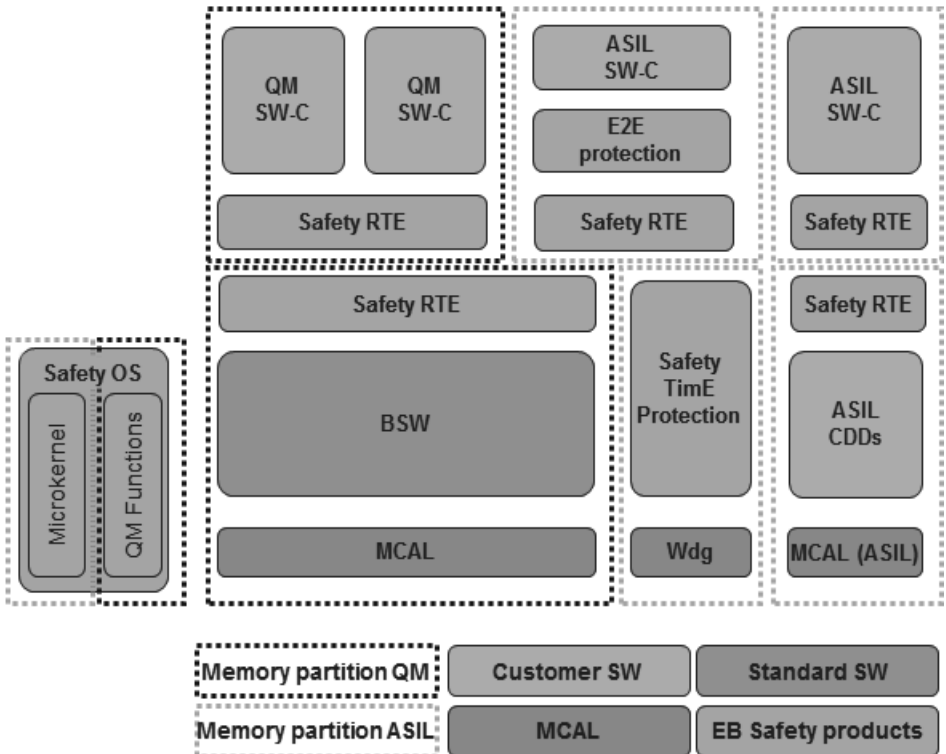 QM
SW-C
QM
SW-C
ASIL
SW-C
E2E
protection
ASIL
SW-C
Safety RTE
Safety RTE
Safety RTE
Safety RTE
Safety RTE
Safety OS
Microkernel
QM Functions
BSW
Safety
TimE
Protection
ASIL
CDDs
MCAL
Wdg
MCAL (ASIL)
Memory partition QM
Customer SW
Standard SW
Memory partition ASIL
MCAL
EB Safety products